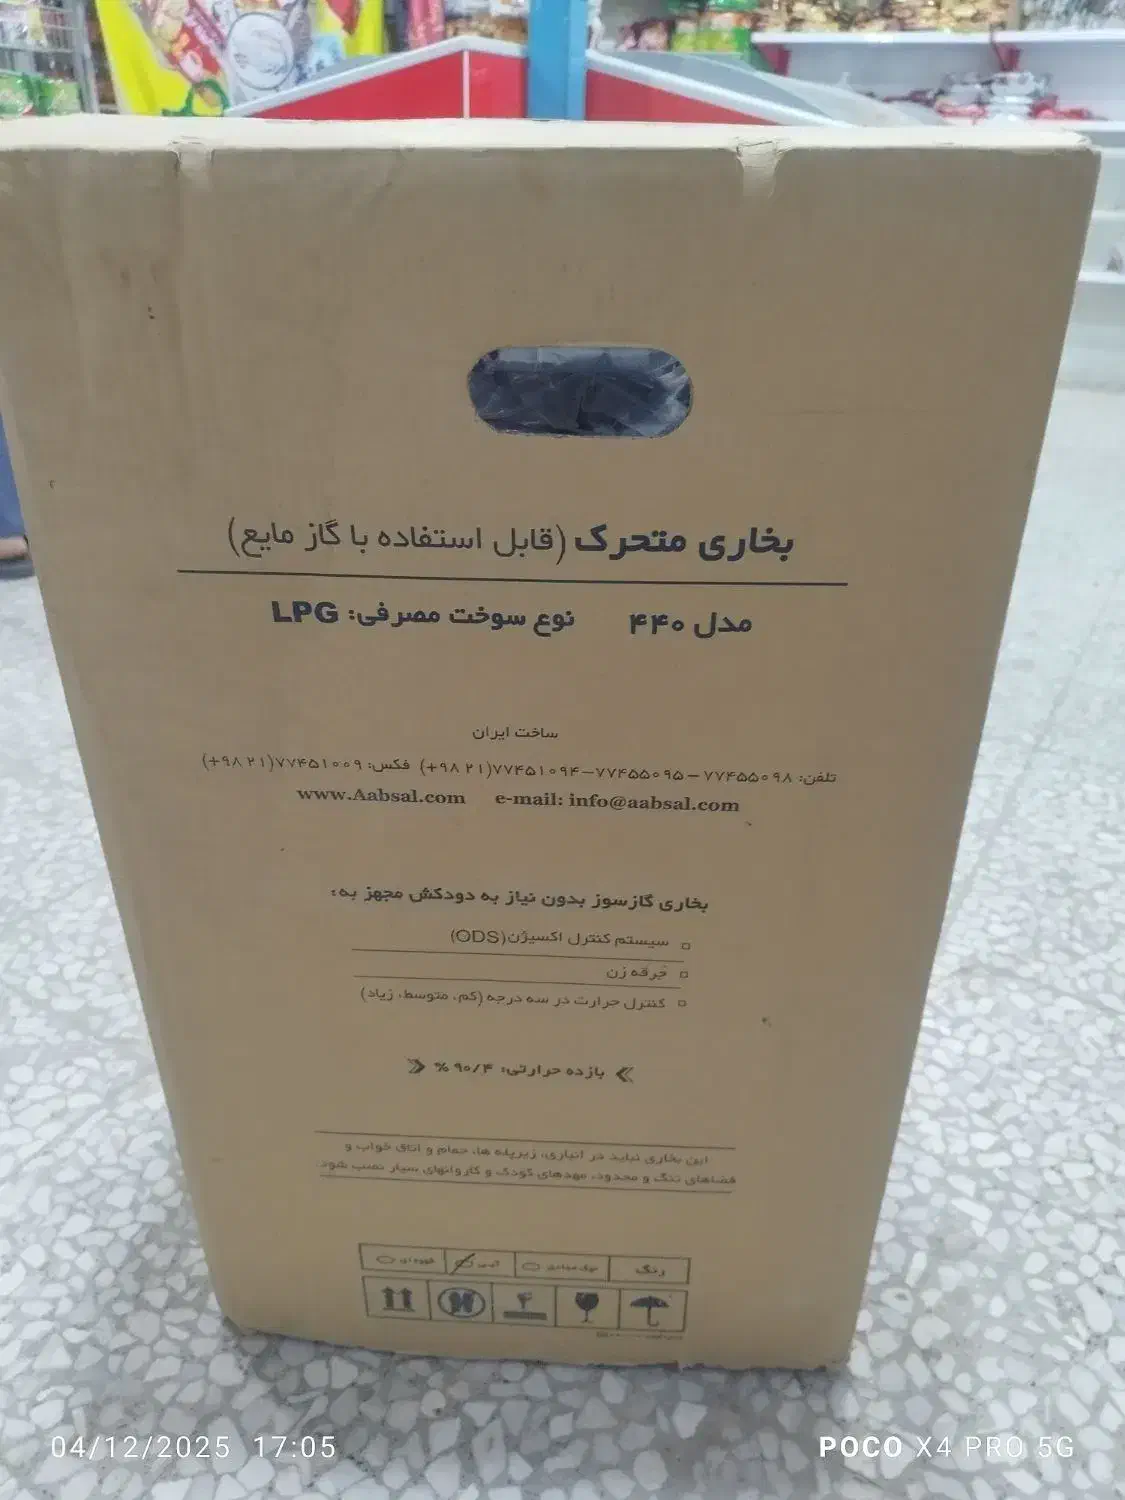 بخاری متحرک (قابل استفاده با گاز مایع)
مدل ۴۴۰ نوع سوخت مصرفی: LPG
ساخت ایران
تلفن: ۷۷۴۵۵۰۹۸ – ۷۷۴۵۵۰۹۵–۷۷۴۵۱۰۹۴(۲۱ ۹۸+) فکس: ۷۷۴۵۱۰۰۹(۲۱ ۹۸+)
www.Aabsal.com e-mail: info@aabsal.com
بخاری گازسوز بدون نیاز به دودکش مجهز به:
سیستم کنترل اکسیژن(ODS)
جرقه زن
کنترل حرارت در سه درجه (کم، متوسط، زیاد)
بازده حرارتی: ۹۰/۴ %
این بخاری نباید در انباری، زیرپله ها، حمام و اتاق خواب و
فضاهای تنگ و محدود، مهدهای کودک و کاروانهای سیار نصب شود
رنگ
۴
04/12/2025 17:05
POCO X4 PRO 5G